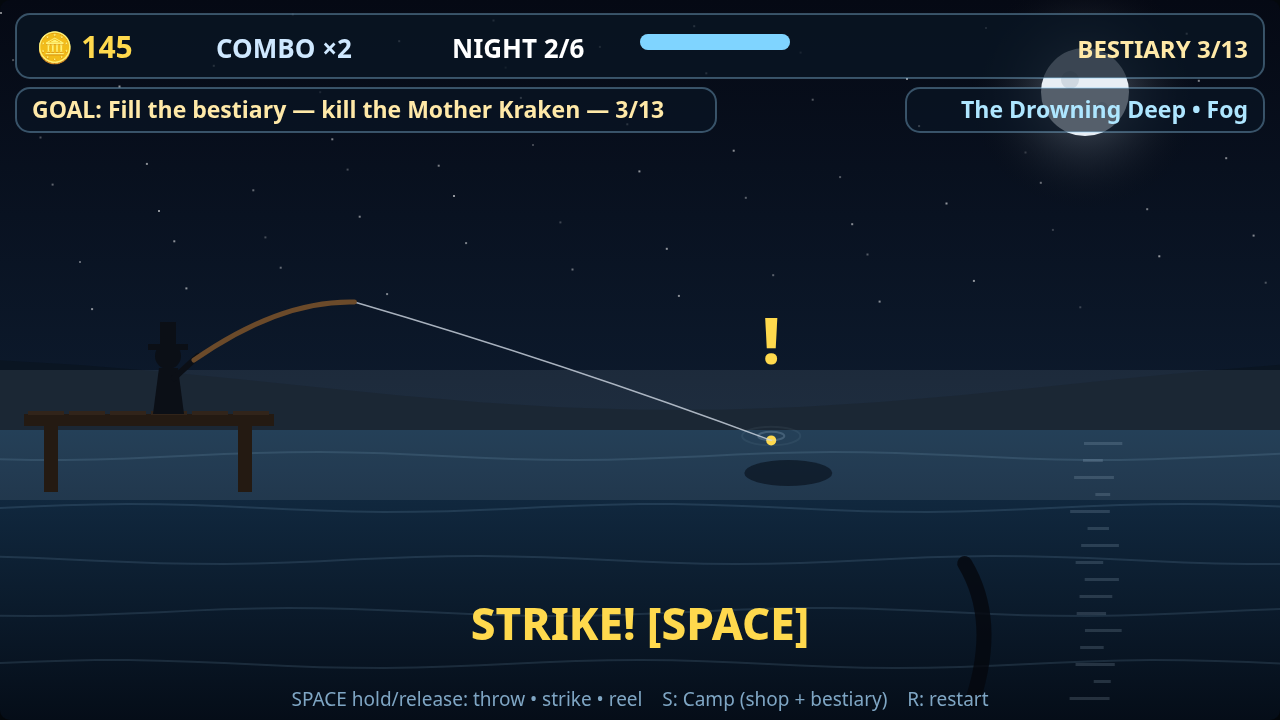 145
COMBO ×2
NIGHT 2/6
BESTIARY 3/13
GOAL: Fill the bestiary — kill the Mother Kraken — 3/13
The Drowning Deep • Fog
!
STRIKE! [SPACE]
SPACE hold/release: throw • strike • reel S: Camp (shop + bestiary) R: restart